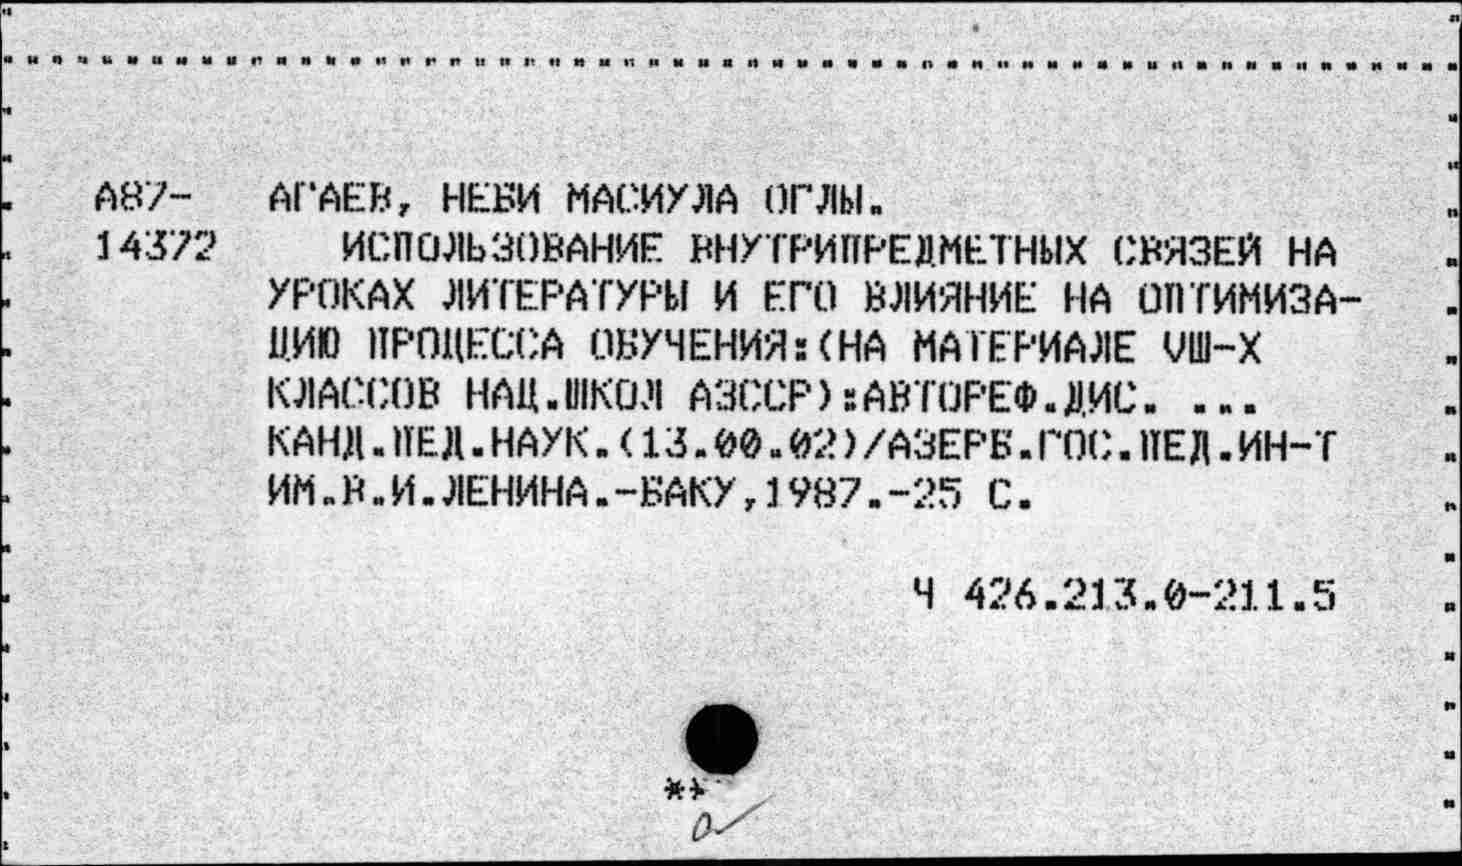 А87- АГАЕВ, НЕБИ МАСИУЛА ОГЛЫ.
14372 ИСПОЛЬЗОВАНИЕ ВНУТРИПРЕДМЕТНЫХ СВЯЗЕЙ НА
УРОКАХ ЛИТЕРАТУРЫ И ЕГО ВЛИЯНИЕ НА ОПТИМИЗА-
ЦИЮ ПРОЦЕССА ОБУЧЕНИЯ:(НА МАТЕРИАЛЕ VШ-Х
КЛАССОВ НАЦ.ШКОЛ АЗССР):АВТОРЕФ.ДИС. ...
КАНД.ПЕД.НАУК.(13.00.02)/АЗЕРБ.ГОС.ПЕД.ИН-Т
ИМ.В.И.ЛЕНИНА.-БАКУ,1987.-25 С.
Ч 426.213.0-211.5
**